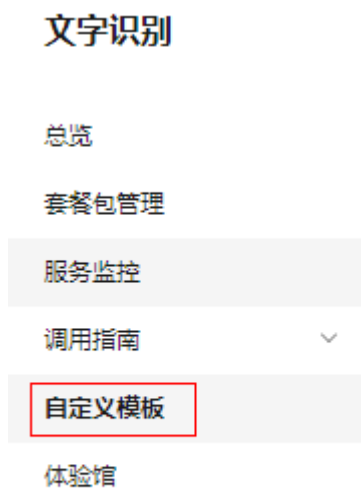 文字识别
总览
套餐包管理
服务监控
调用指南
自定义模板
体验馆